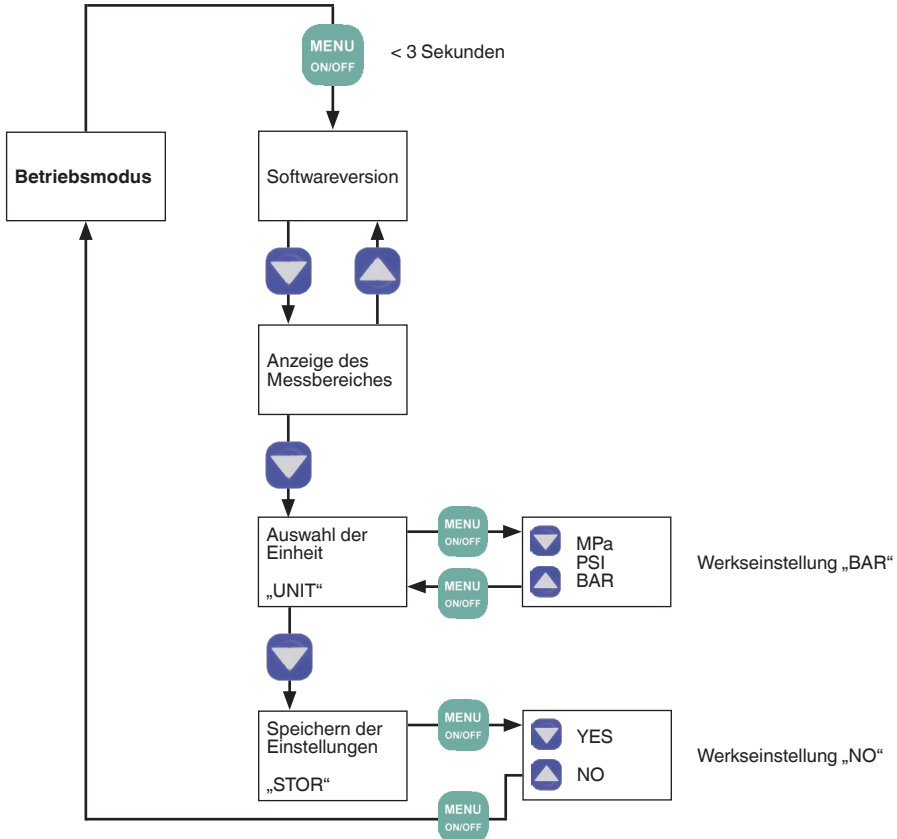 MENU
ON/OFF
< 3 Sekunden
Betriebsmodus
Softwareversion
Anzeige des
Messbereiches
Auswahl der
Einheit
„UNIT“
MENU
ON/OFF
MENU
ON/OFF
MPa
PSI
BAR
Werkseinstellung „BAR“
Speichern der
Einstellungen
„STOR“
MENU
ON/OFF
YES
NO
Werkseinstellung „NO“
MENU
ON/OFF